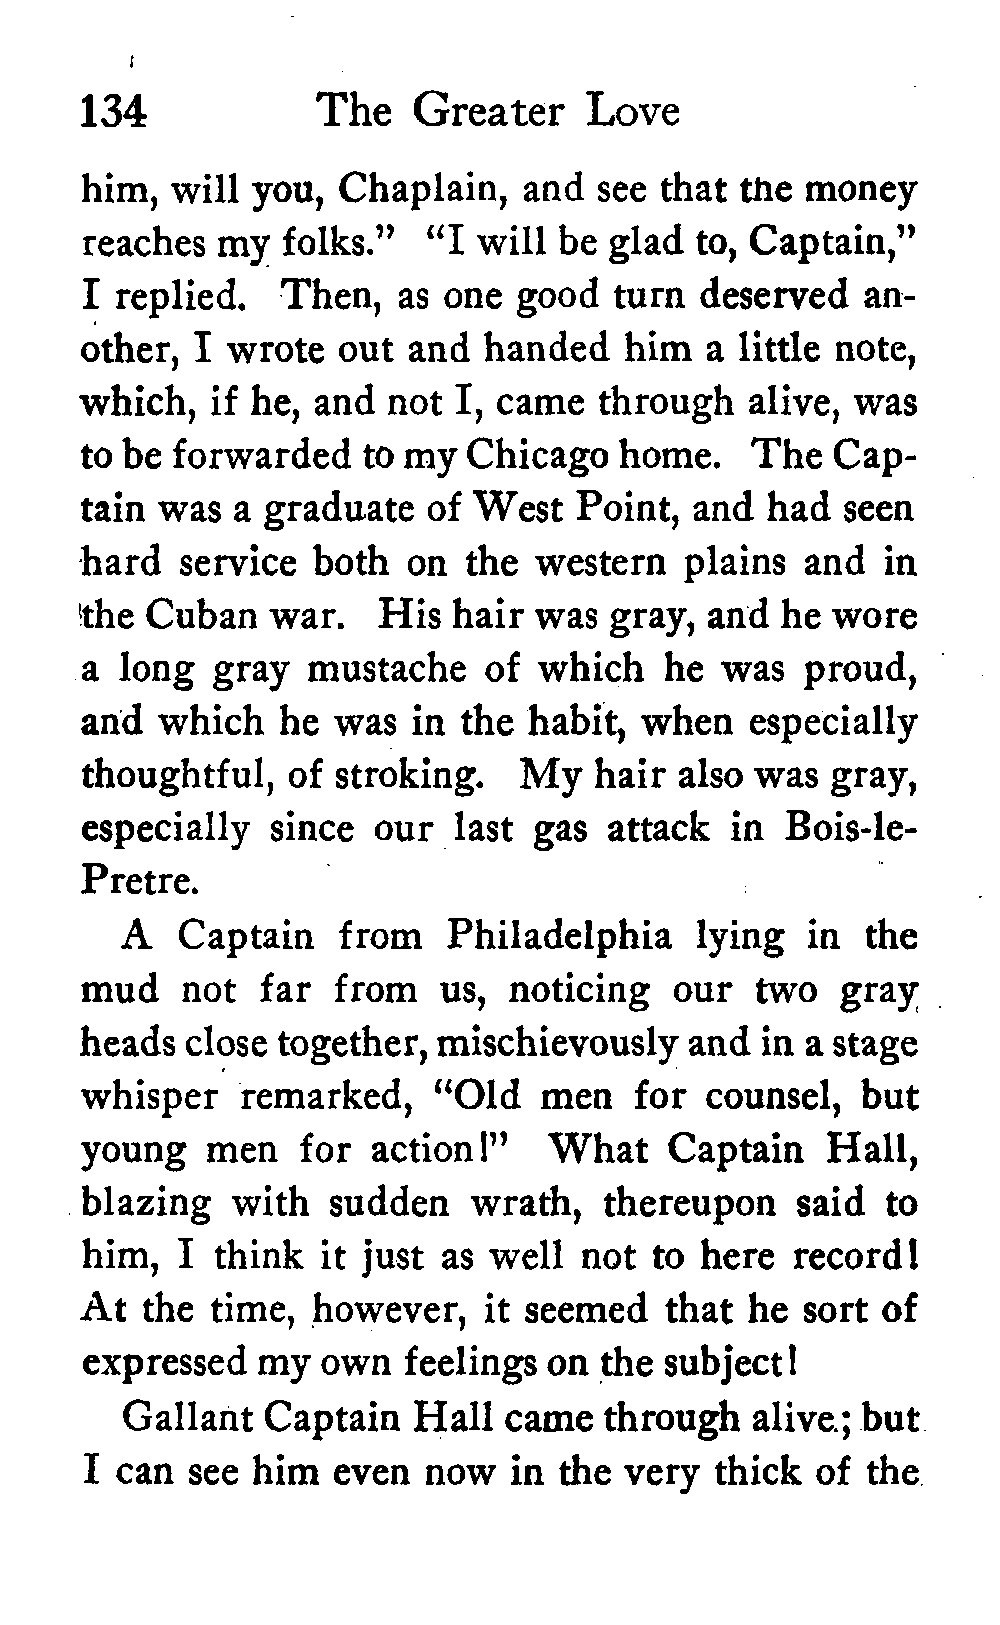 134 The Greater Love
him, will you, Chaplain, and see that the money
reaches my folks.” “I will be glad to, Captain,”
I replied. Then, as one good turn deserved an-
other, I wrote out and handed him a little note,
which, if he, and not I, came through alive, was
to be forwarded to my Chicago home. The Cap-
tain was a graduate of West Point, and had seen
hard service both on the western plains and in
the Cuban war. His hair was gray, and he wore
a long gray mustache of which he was proud,
and which he was in the habit, when especially
thoughtful, of stroking. My hair also was gray,
especially since our last gas attack in Bois-le-
Pretre.
A Captain from Philadelphia lying in the
mud not far from us, noticing our two gray
heads close together, mischievously and in a stage
whisper remarked, “Old men for counsel, but
young men for action!” What Captain Hall,
blazing with sudden wrath, thereupon said to
him, I think it just as well not to here record!
At the time, however, it seemed that he sort of
expressed my own feelings on the subject!
Gallant Captain Hall came through alive; but
I can see him even now in the very thick of the